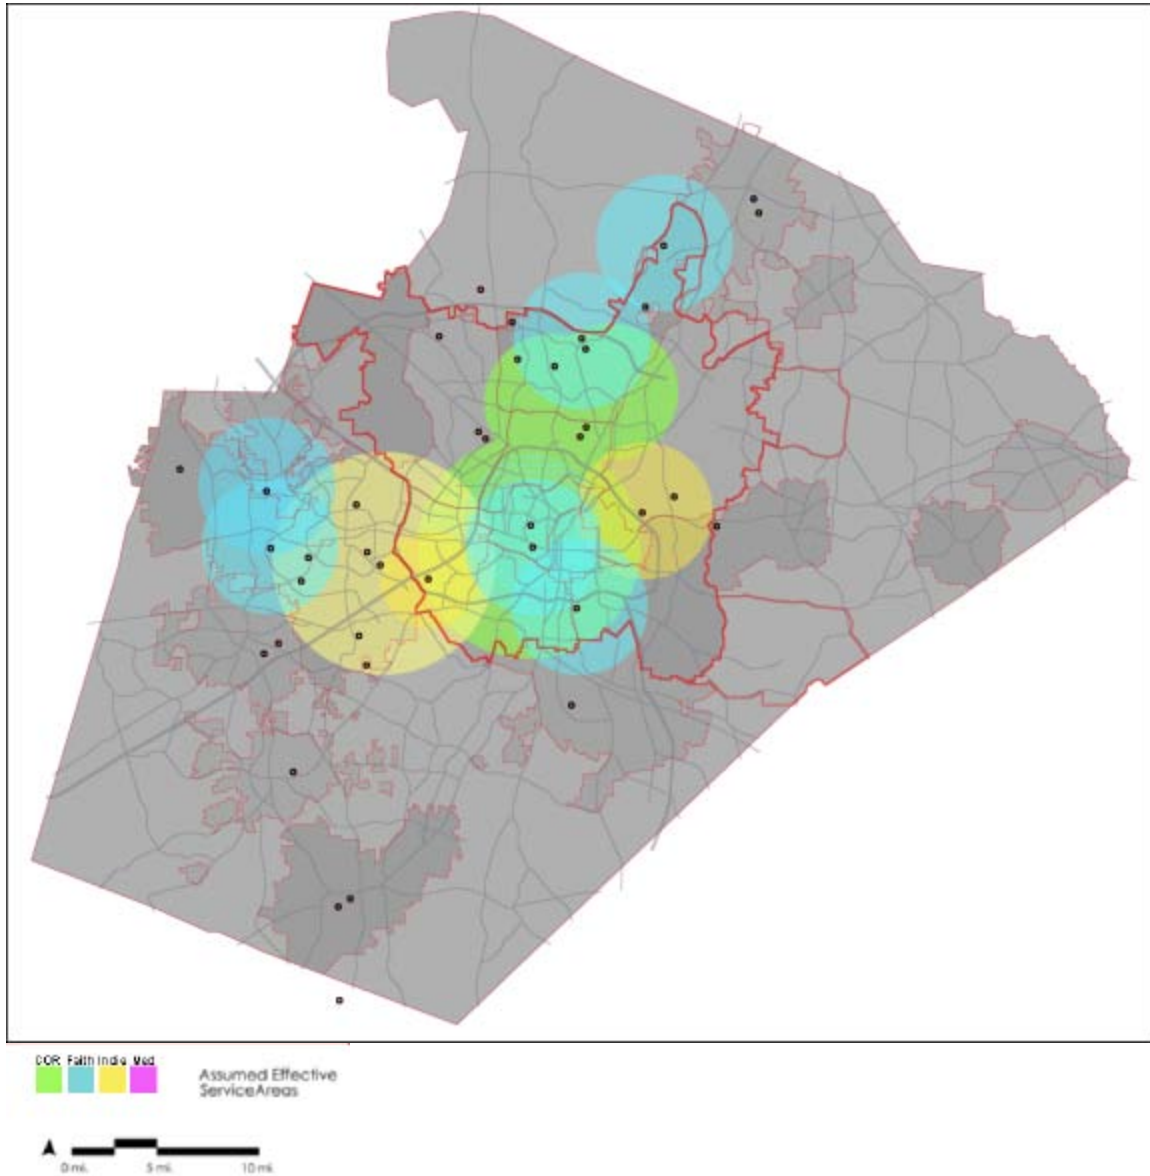 COR Faith Indie Med
Assumed Effective
ServiceAreas
0 mi. 5 mi. 10 mi.